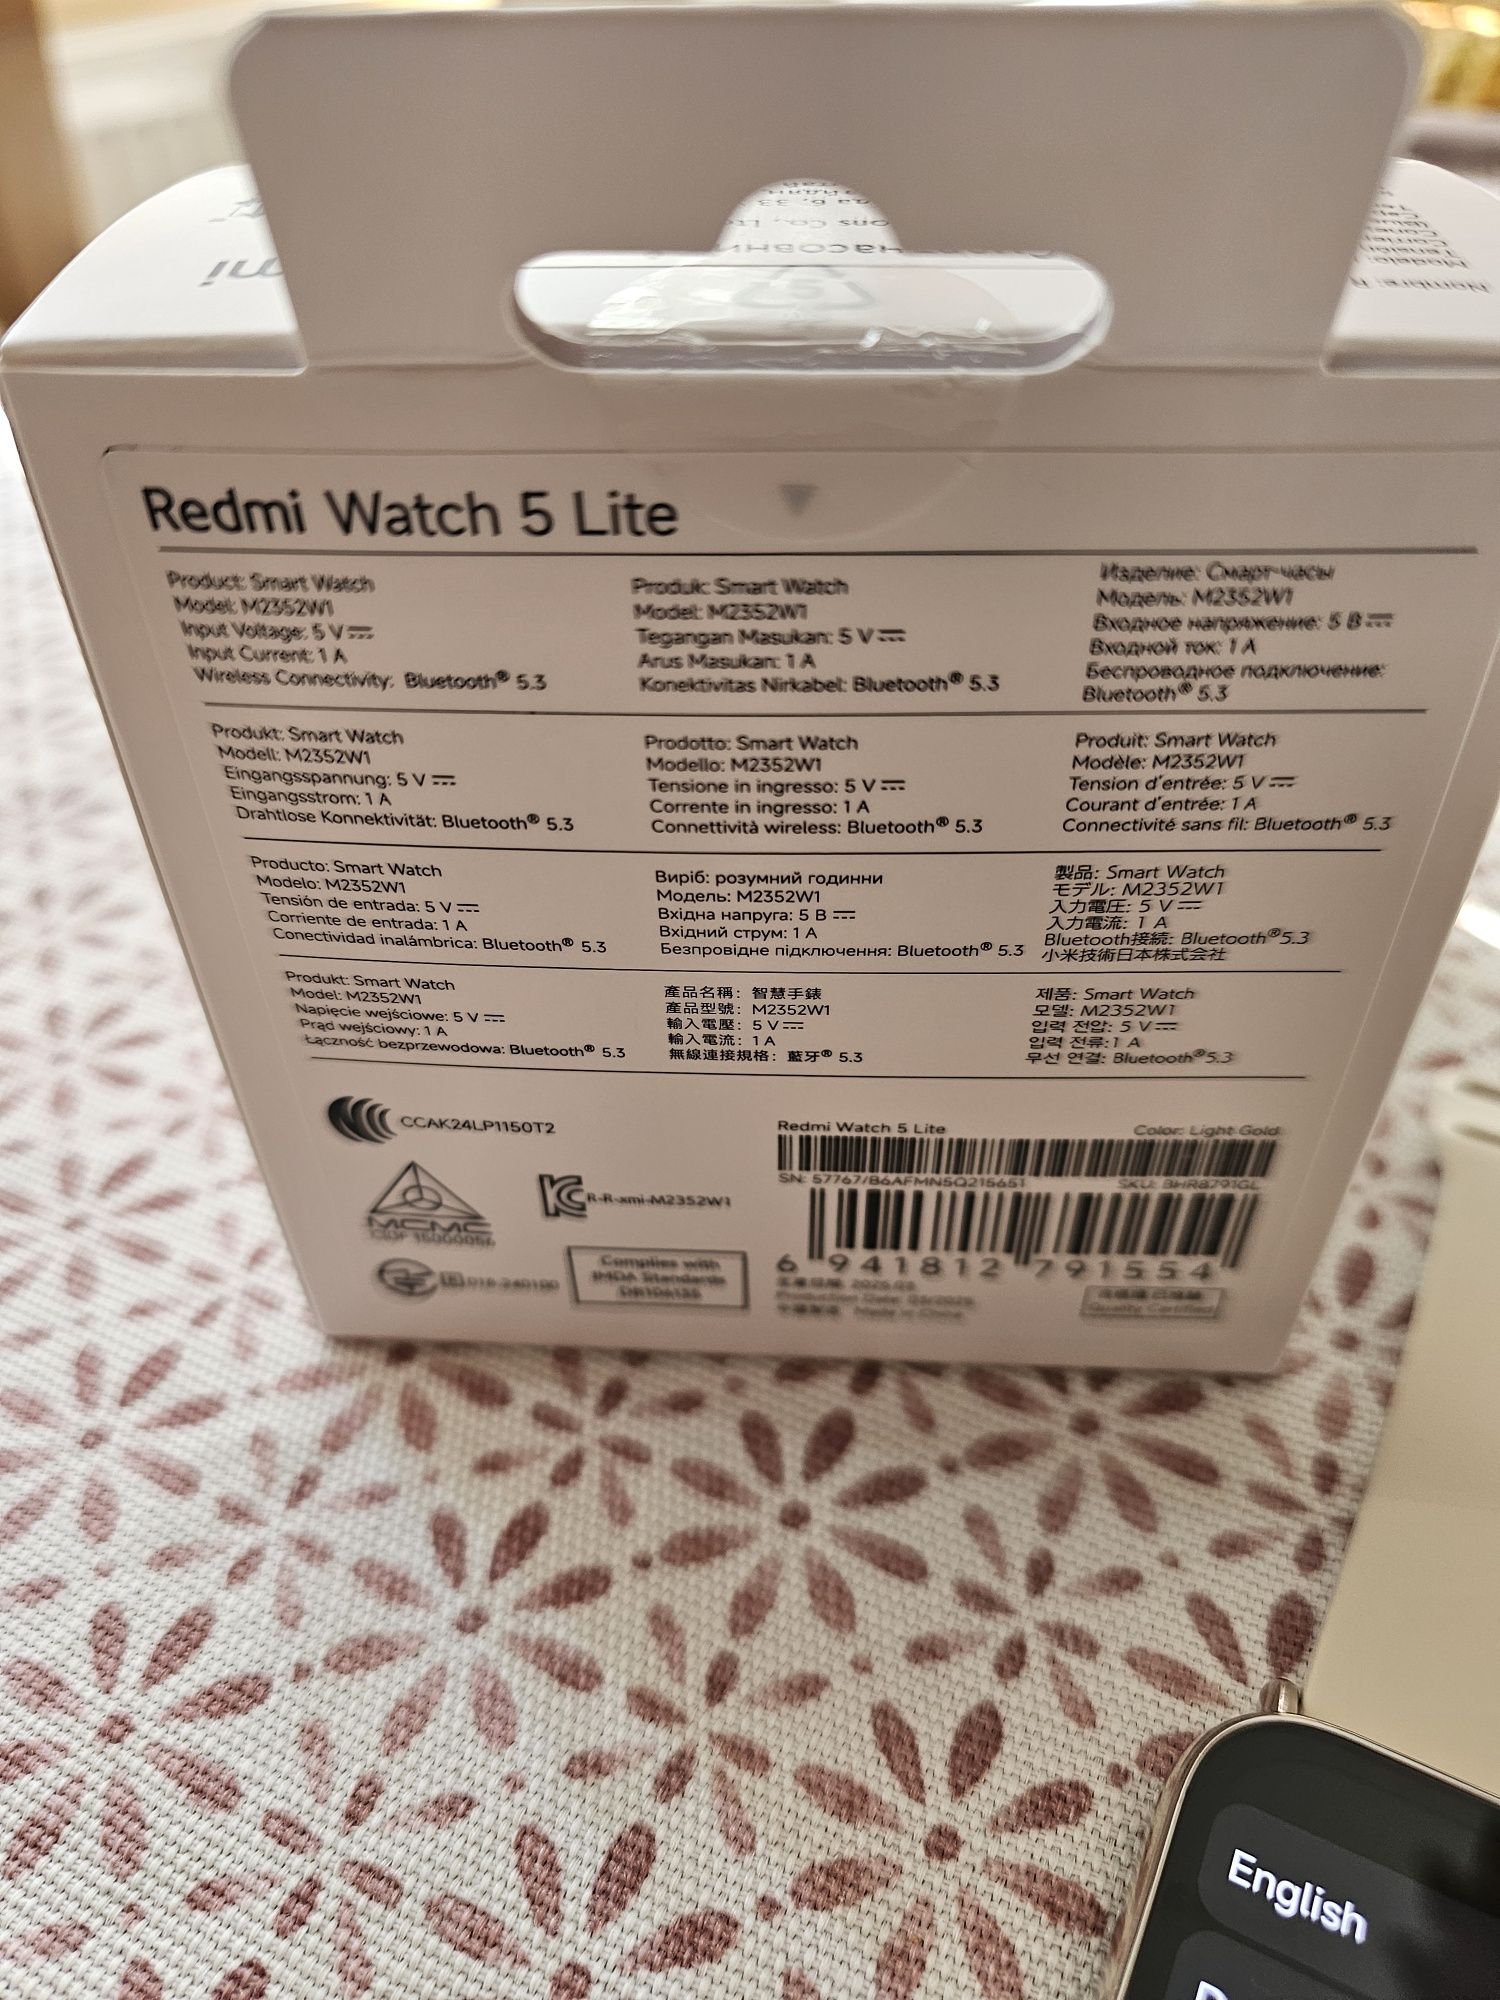 Redmi Watch 5 Lite
Product: Smart Watch
Model: M2352W1
Input Voltage: 5 V ⎓
Input Current: 1 A
Wireless Connectivity: Bluetooth® 5.3
Produk: Smart Watch
Model: M2352W1
Tegangan Masukan: 5 V ⎓
Arus Masukan: 1 A
Konektivitas Nirkabel: Bluetooth® 5.3
Изделие: Смарт-часы
Модель: M2352W1
Входное напряжение: 5 В ⎓
Входной ток: 1 А
Беспроводное подключение:
Bluetooth® 5.3
Produkt: Smart Watch
Modell: M2352W1
Eingangsspannung: 5 V ⎓
Eingangsstrom: 1 A
Drahtlose Konnektivität: Bluetooth® 5.3
Prodotto: Smart Watch
Modello: M2352W1
Tensione in ingresso: 5 V ⎓
Corrente in ingresso: 1 A
Connettività wireless: Bluetooth® 5.3
Produit: Smart Watch
Modèle: M2352W1
Tension d'entrée: 5 V ⎓
Courant d'entrée: 1 A
Connectivité sans fil: Bluetooth® 5.3
Producto: Smart Watch
Modelo: M2352W1
Tensión de entrada: 5 V ⎓
Corriente de entrada: 1 A
Conectividad inalámbrica: Bluetooth® 5.3
Виріб: розумний годинни
Модель: M2352W1
Вхідна напруга: 5 В ⎓
Вхідний струм: 1 А
Безпровідне підключення: Bluetooth® 5.3
製品: Smart Watch
モデル: M2352W1
入力電圧: 5 V ⎓
入力電流: 1 A
Bluetooth接続: Bluetooth®5.3
小米技術日本株式会社
Produkt: Smart Watch
Model: M2352W1
Napięcie wejściowe: 5 V ⎓
Prąd wejściowy: 1 A
Łączność bezprzewodowa: Bluetooth® 5.3
產品名稱：智慧手錶
產品型號：M2352W1
輸入電壓：5 V ⎓
輸入電流：1 A
無線連接規格：藍牙® 5.3
제품: Smart Watch
모델: M2352W1
입력 전압: 5 V ⎓
입력 전류: 1 A
무선 연결: Bluetooth®5.3
CCAK24LP1150T2
MCMC
R-R-xmi-M2352W1
Complies with
IMDA Standards
Redmi Watch 5 Lite
Color: Light Gold
SN: 57767/B6AFMN5Q215651
SKU: BHR8791GL
6 941812 791554
Production Date:
Made in China
Quality Certified
English